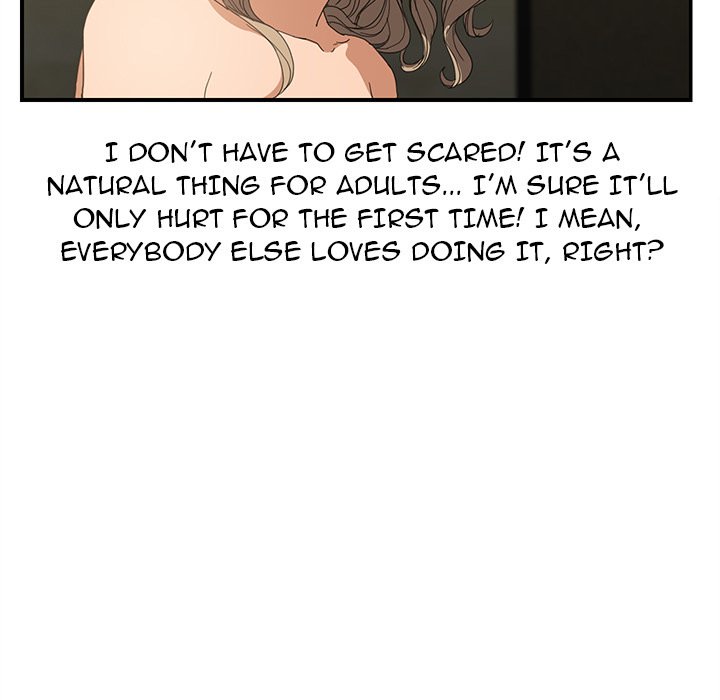 I DON'T HAVE TO GET SCARED! IT'S A
NATURAL THING FOR ADULTS... I'M SURE IT'LL
ONLY HURT FOR THE FIRST TIME! I MEAN,
EVERYBODY ELSE LOVES DOING IT, RIGHT?